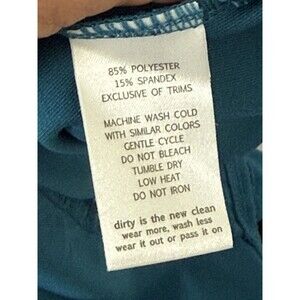 85% POLYESTER
15% SPANDEX
EXCLUSIVE OF TRIMS
MACHINE WASH COLD
WITH SIMILAR COLORS
GENTLE CYCLE
DO NOT BLEACH
TUMBLE DRY
LOW HEAT
DO NOT IRON
dirty is the new clean
wear more, wash less
wear it out or pass it on